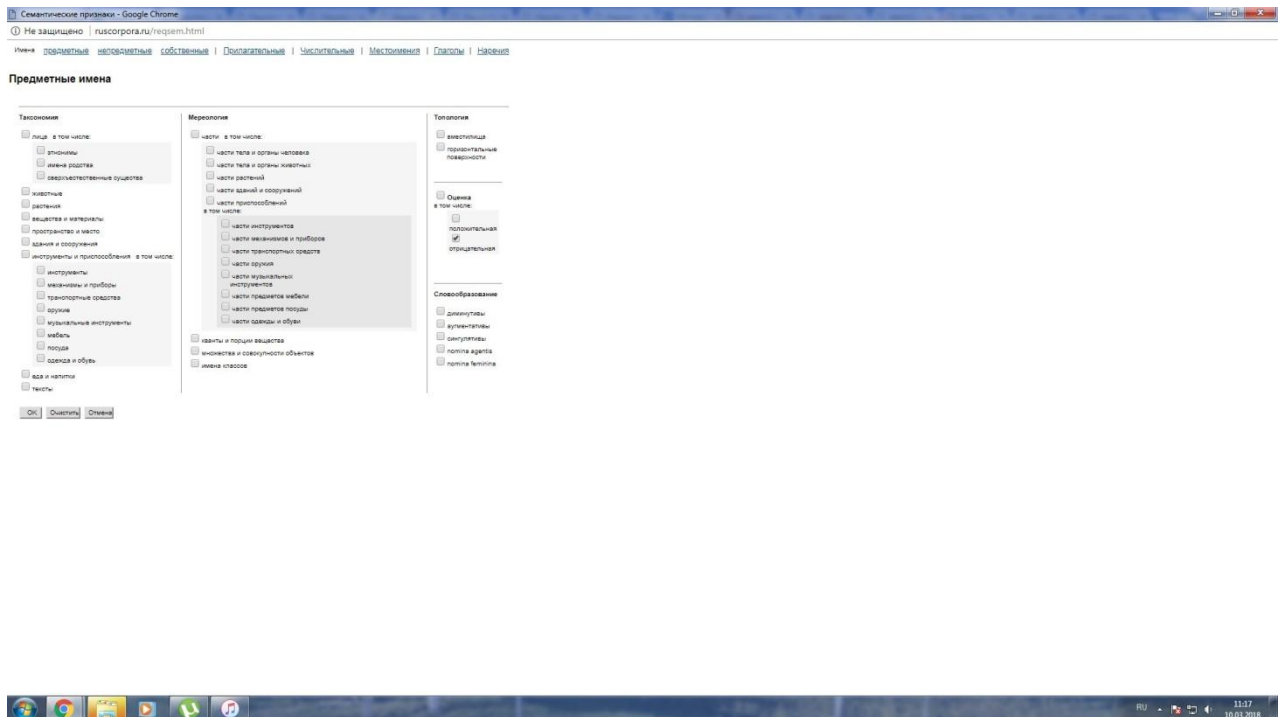 Семантические признаки - Google Chrome
Не защищено | ruscorpora.ru/reqsem.html
Имена предметные непредметные собственные | Прилагательные | Числительные | Местоимения | Глаголы | Наречия
Предметные имена
Таксономия
лица в том числе:
этнонимы
имена родства
сверхъестественные существа
животные
растения
вещества и материалы
пространство и место
здания и сооружения
инструменты и приспособления в том числе:
инструменты
механизмы и приборы
транспортные средства
оружие
музыкальные инструменты
мебель
посуда
одежда и обувь
еда и напитки
тексты
Мереология
части в том числе:
части тела и органы человека
части тела и органы животных
части растений
части зданий и сооружений
части приспособлений
в том числе:
части инструментов
части механизмов и приборов
части транспортных средств
части оружия
части музыкальных
инструментов
части предметов мебели
части предметов посуды
части одежды и обуви
кванты и порции вещества
множества и совокупности объектов
имена классов
Топология
вместилища
горизонтальные
поверхности
Оценка
в том числе:
положительная
отрицательная
Словообразование
диминутивы
аугментативы
сингулятивы
nomina agentis
nomina feminina
OK Очистить Отмена
RU 11:17
10.03.2018